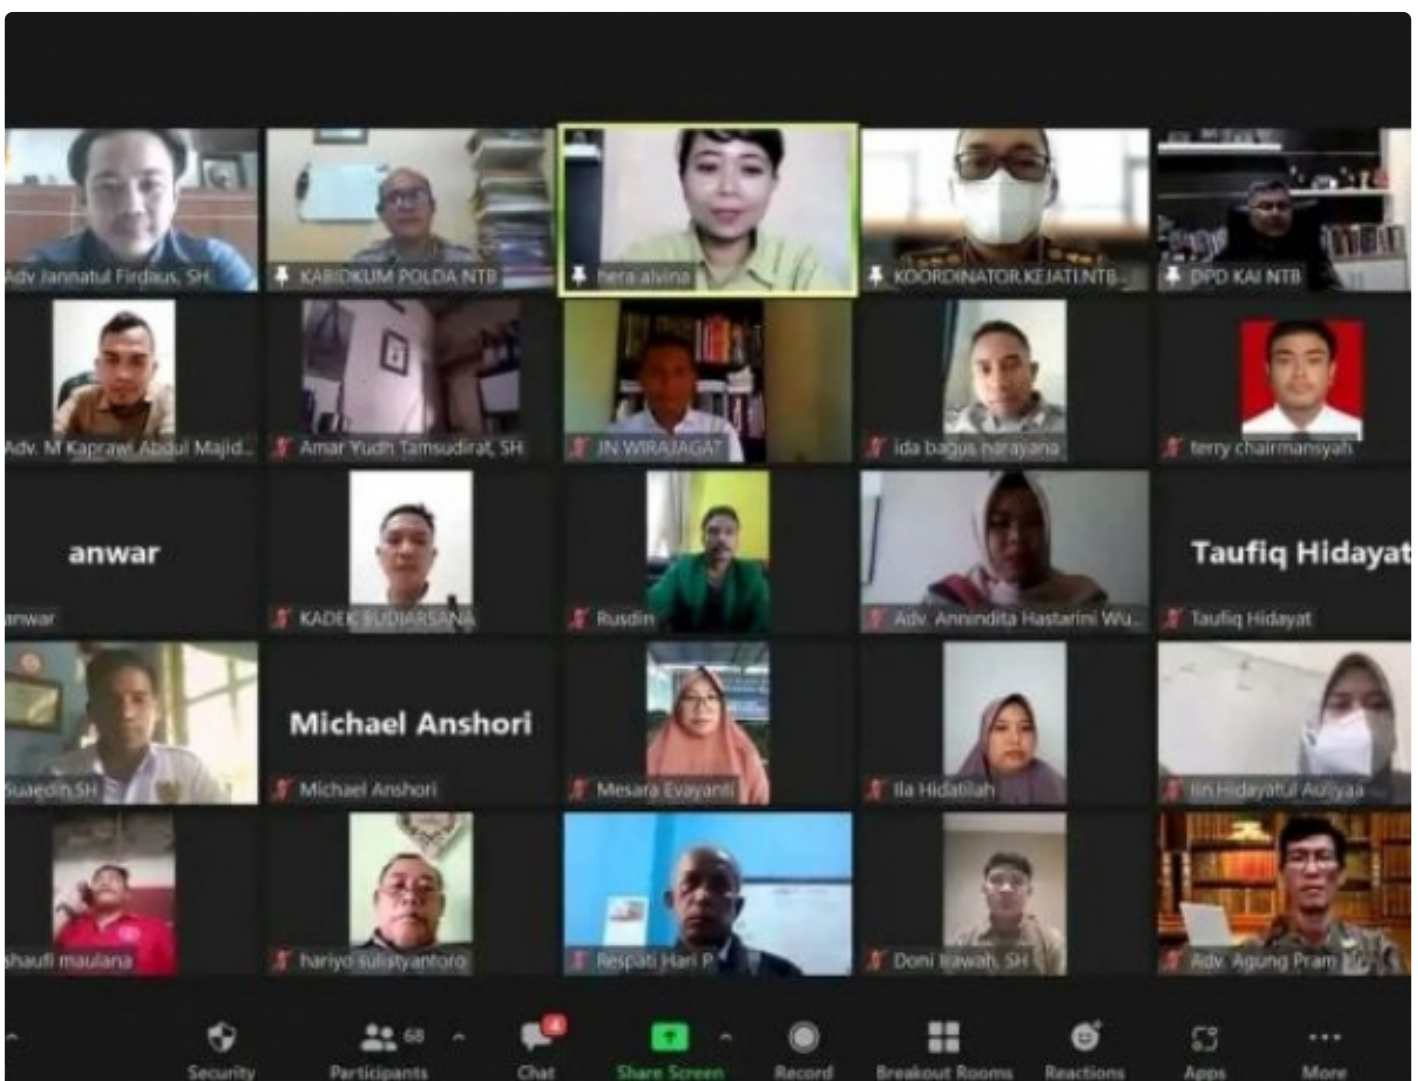 Adv Jannatul Firdaus, SH.
KABIDKUM POLDA NTB
hera alvina
KOORDINATOR.KEJATI.NTB...
DPD KAI NTB
Adv. M Kaprawi Abdul Majid...
Amar Yudh Tamsudirat, SH
JN WIRAJAGAT
ida bagus narayana
terry chairmansyah
anwar
anwar
KADEK BUDIARSANA
Rusdin
Adv. Annindita Hastarini Wu...
Taufiq Hidayat
Taufiq Hidayat
Suaedin.SH
Michael Anshori
Michael Anshori
Mesara Evayanti
Ila Hidatilah
Iin Hidayatul Auliyaa
shaufi maulana
hariyo sulistyantoro
Respati Hari P
Doni Irawah, SH
Adv. Agung Pram
68
4
Security
Participants
Chat
Share Screen
Record
Breakout Rooms
Reactions
Apps
More